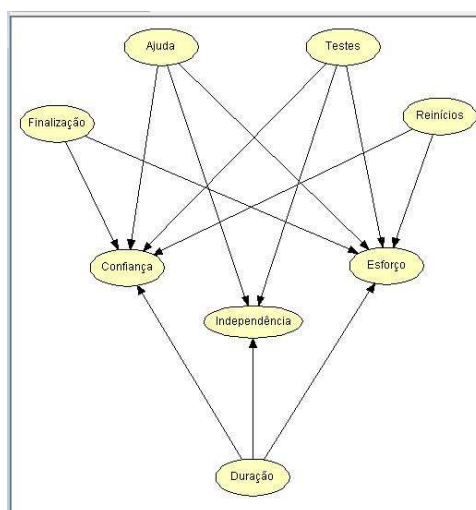 Ajuda
Testes
Finalização
Reinícios
Confiança
Esforço
Independência
Duração